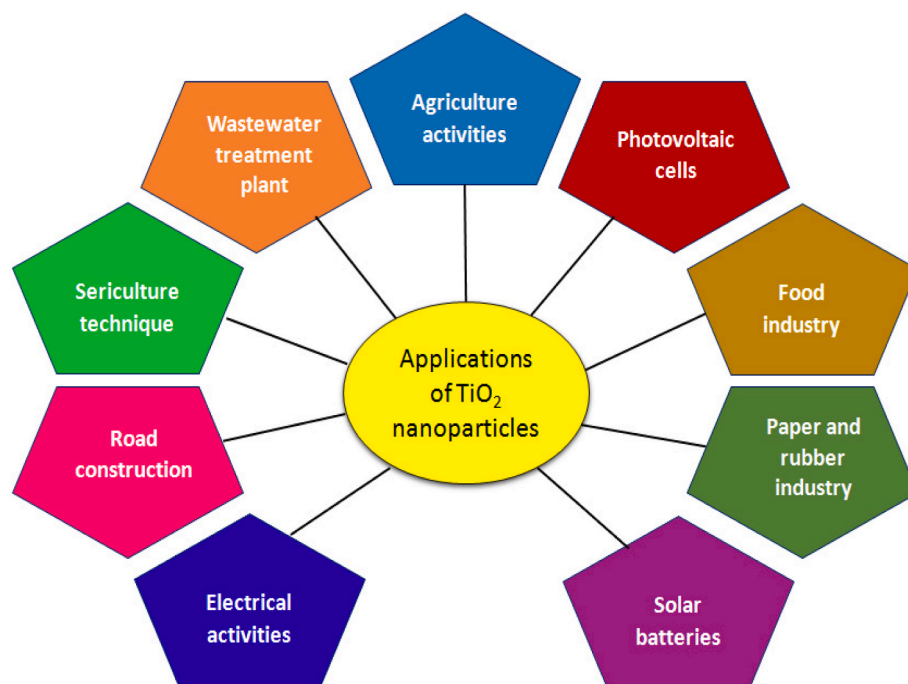 Agriculture
activities
Photovoltaic
cells
Food
industry
Paper and
rubber
industry
Solar
batteries
Electrical
activities
Road
construction
Sericulture
technique
Wastewater
treatment
plant
Applications
of TiO₂
nanoparticles